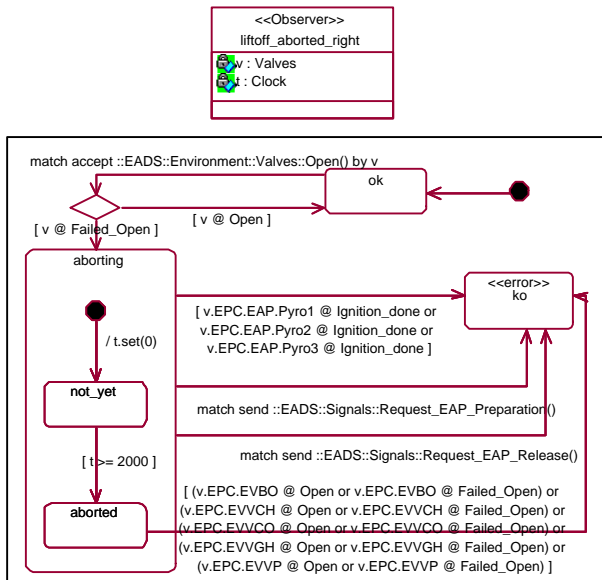 <<Observer>>
liftoff_aborted_right
v : Valves
t : Clock
match accept ::EADS::Environment::Valves::Open() by v
ok
[ v @ Failed_Open ]
[ v @ Open ]
aborting
<<error>>
ko
[ v.EPC.EAP.Pyro1 @ Ignition_done or
v.EPC.EAP.Pyro2 @ Ignition_done or
v.EPC.EAP.Pyro3 @ Ignition_done ]
/ t.set(0)
not_yet
match send ::EADS::Signals::Request_EAP_Preparation()
match send ::EADS::Signals::Request_EAP_Release()
[ t >= 2000 ]
aborted
[ (v.EPC.EVBO @ Open or v.EPC.EVBO @ Failed_Open) or
(v.EPC.EVVCH @ Open or v.EPC.EVVCH @ Failed_Open) or
(v.EPC.EVVCO @ Open or v.EPC.EVVCO @ Failed_Open) or
(v.EPC.EVVGH @ Open or v.EPC.EVVGH @ Failed_Open) or
(v.EPC.EVVP @ Open or v.EPC.EVVP @ Failed_Open) ]